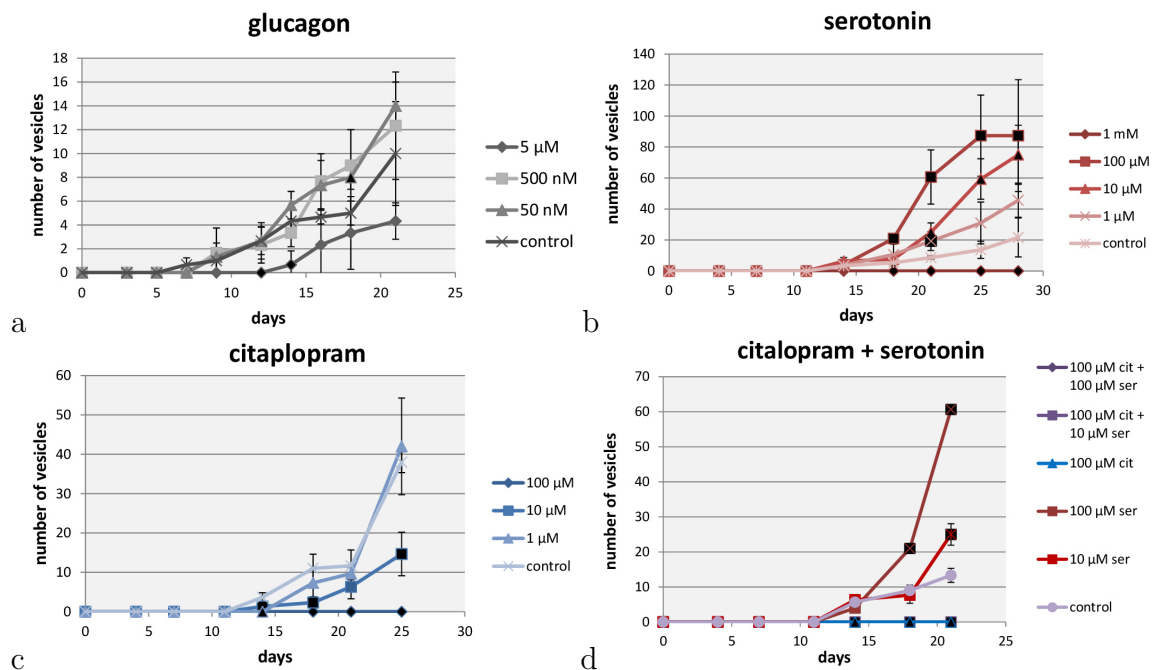 glucagon
number of vesicles
18
16
14
12
10
8
6
4
2
0
0 5 10 15 20 25
days
5 µM
500 nM
50 nM
control
a
serotonin
number of vesicles
140
120
100
80
60
40
20
0
0 5 10 15 20 25 30
days
1 mM
100 µM
10 µM
1 µM
control
b
citaplopram
number of vesicles
60
50
40
30
20
10
0
0 5 10 15 20 25 30
days
100 µM
10 µM
1 µM
control
c
citalopram + serotonin
number of vesicles
70
60
50
40
30
20
10
0
0 5 10 15 20 25
days
100 µM cit +
100 µM ser
100 µM cit +
10 µM ser
100 µM cit
100 µM ser
10 µM ser
control
d